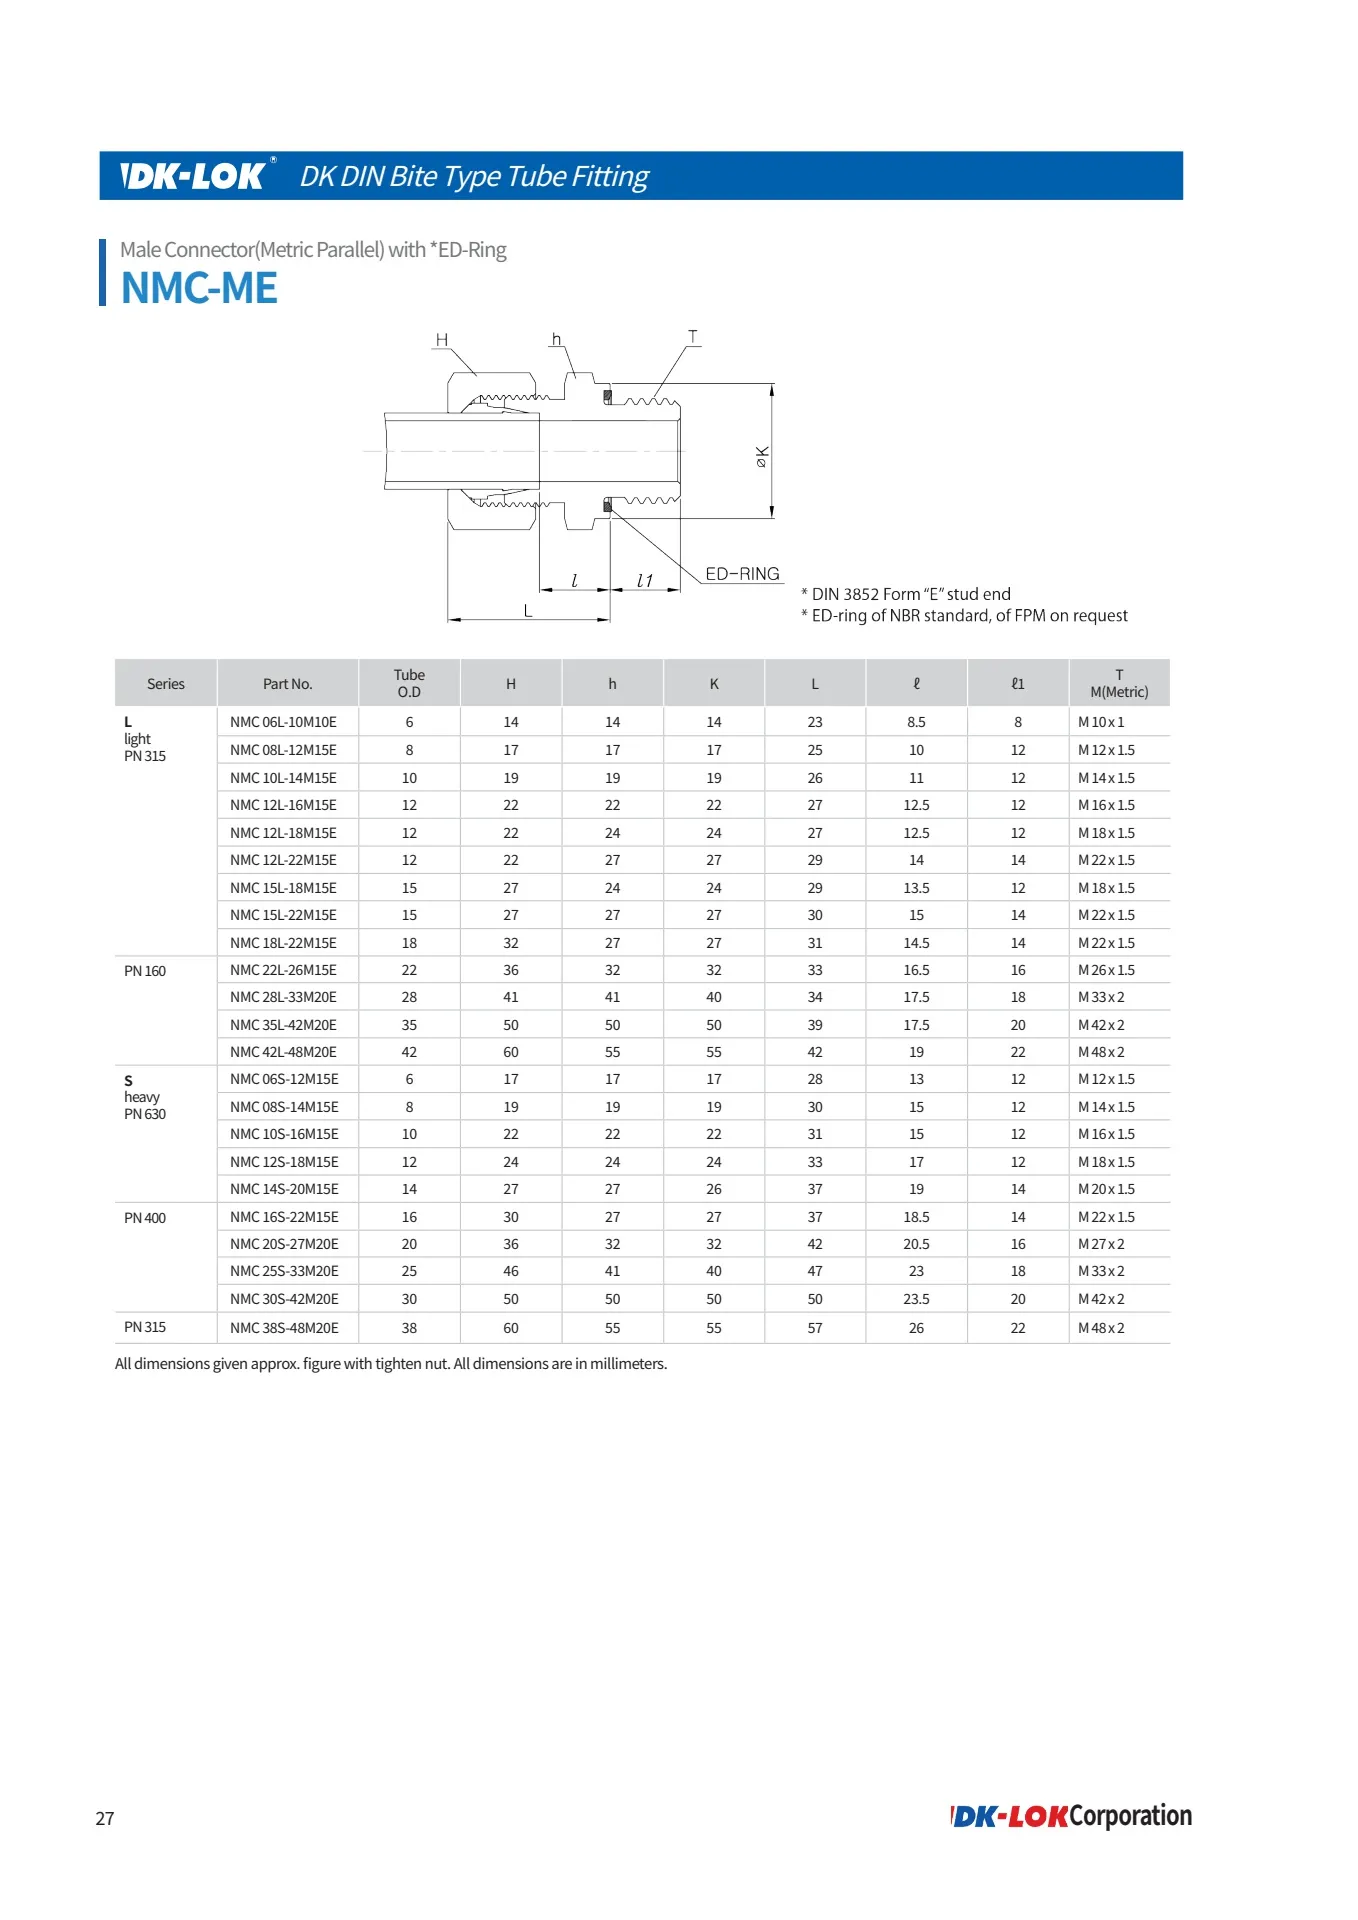 DK-LOK® DK DIN Bite Type Tube Fitting
Male Connector(Metric Parallel) with *ED-Ring
NMC-ME
H h T
⌀K
l l1 ED-RING
L
* DIN 3852 Form “E” stud end
* ED-ring of NBR standard, of FPM on request
Series Part No. Tube O.D H h K L ℓ ℓ1 T M(Metric)
L light PN 315 NMC 06L-10M10E 6 14 14 14 23 8.5 8 M 10 x 1
NMC 08L-12M15E 8 17 17 17 25 10 12 M 12 x 1.5
NMC 10L-14M15E 10 19 19 19 26 11 12 M 14 x 1.5
NMC 12L-16M15E 12 22 22 22 27 12.5 12 M 16 x 1.5
NMC 12L-18M15E 12 22 24 24 27 12.5 12 M 18 x 1.5
NMC 12L-22M15E 12 22 27 27 29 14 14 M 22 x 1.5
NMC 15L-18M15E 15 27 24 24 29 13.5 12 M 18 x 1.5
NMC 15L-22M15E 15 27 27 27 30 15 14 M 22 x 1.5
NMC 18L-22M15E 18 32 27 27 31 14.5 14 M 22 x 1.5
PN 160 NMC 22L-26M15E 22 36 32 32 33 16.5 16 M 26 x 1.5
NMC 28L-33M20E 28 41 41 40 34 17.5 18 M 33 x 2
NMC 35L-42M20E 35 50 50 50 39 17.5 20 M 42 x 2
NMC 42L-48M20E 42 60 55 55 42 19 22 M 48 x 2
S heavy PN 630 NMC 06S-12M15E 6 17 17 17 28 13 12 M 12 x 1.5
NMC 08S-14M15E 8 19 19 19 30 15 12 M 14 x 1.5
NMC 10S-16M15E 10 22 22 22 31 15 12 M 16 x 1.5
NMC 12S-18M15E 12 24 24 24 33 17 12 M 18 x 1.5
NMC 14S-20M15E 14 27 27 26 37 19 14 M 20 x 1.5
PN 400 NMC 16S-22M15E 16 30 27 27 37 18.5 14 M 22 x 1.5
NMC 20S-27M20E 20 36 32 32 42 20.5 16 M 27 x 2
NMC 25S-33M20E 25 46 41 40 47 23 18 M 33 x 2
NMC 30S-42M20E 30 50 50 50 50 23.5 20 M 42 x 2
PN 315 NMC 38S-48M20E 38 60 55 55 57 26 22 M 48 x 2
All dimensions given approx. figure with tighten nut. All dimensions are in millimeters.
27
DK-LOK Corporation